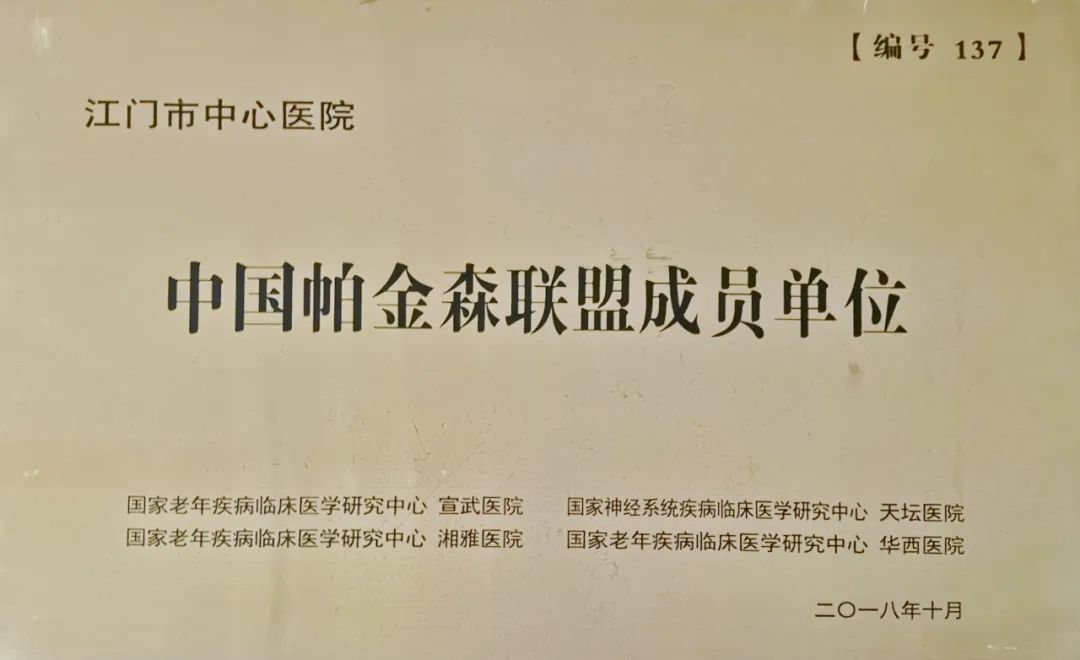 【编号 137】
江门市中心医院
中国帕金森联盟成员单位
国家老年疾病临床医学研究中心 宣武医院 国家神经系统疾病临床医学研究中心 天坛医院
国家老年疾病临床医学研究中心 湘雅医院 国家老年疾病临床医学研究中心 华西医院
二〇一八年十月